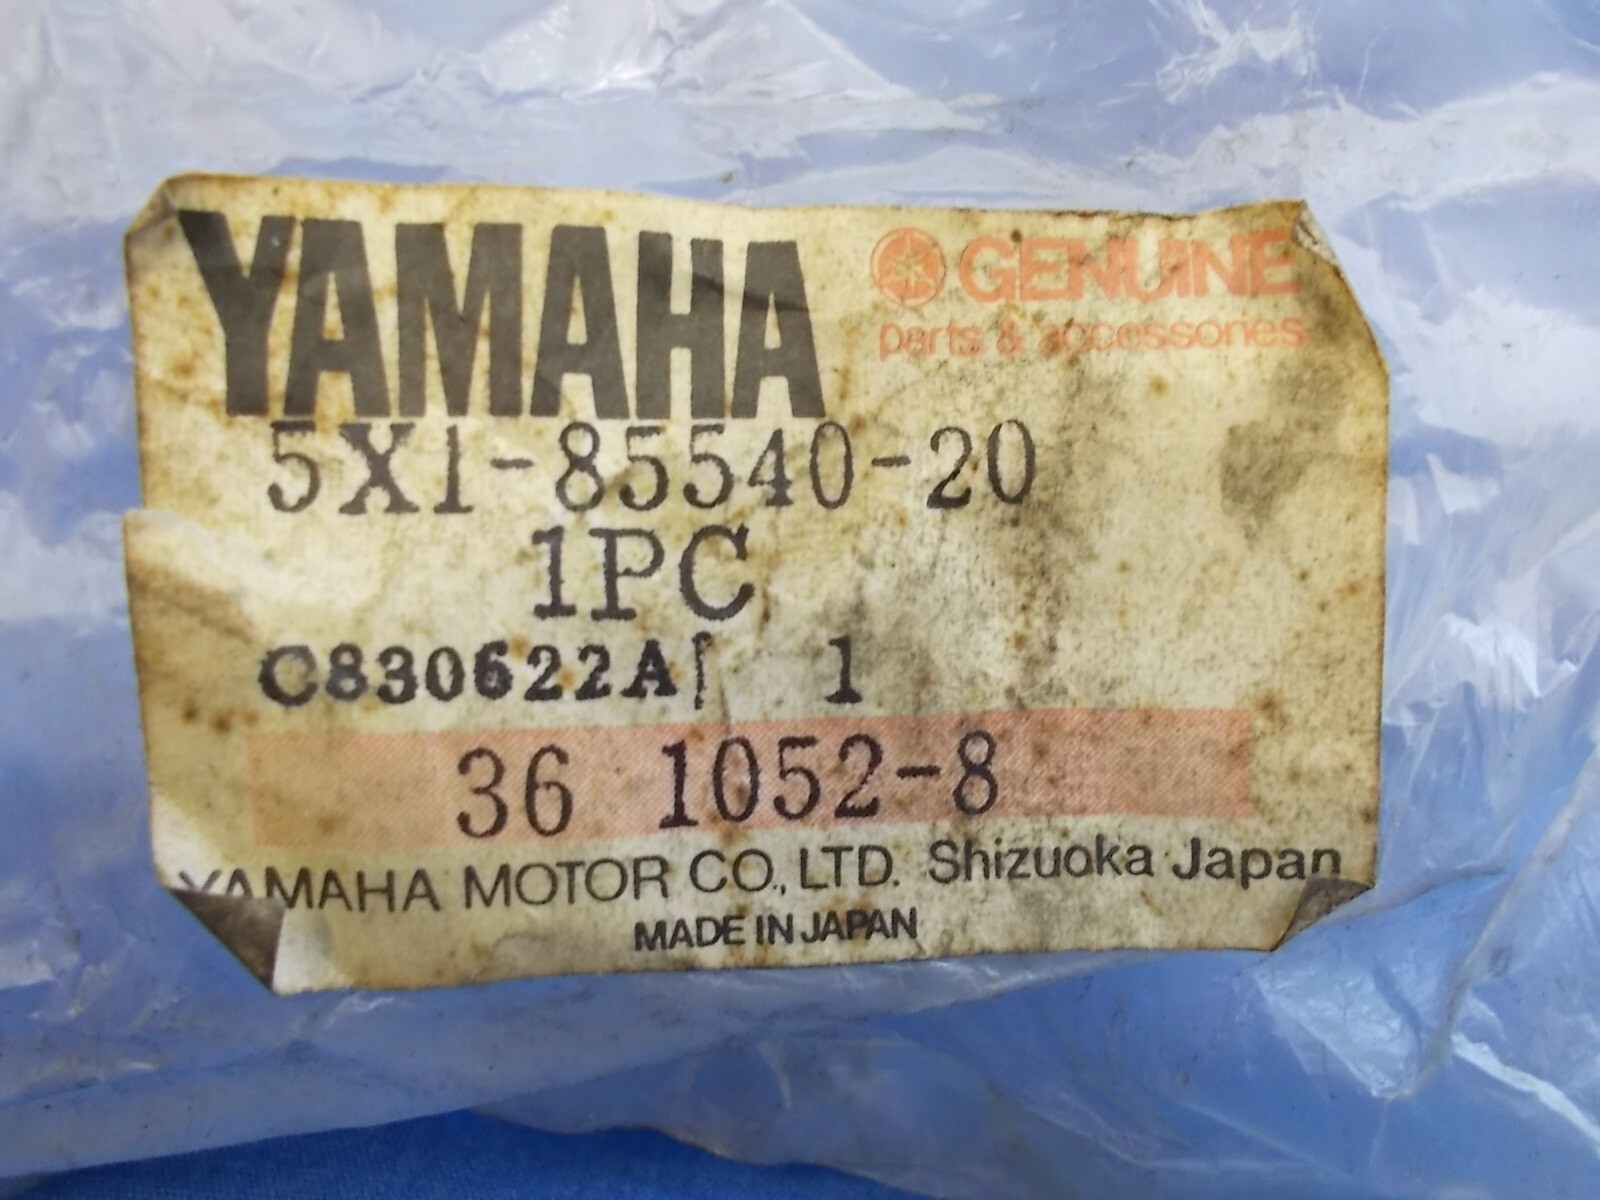 YAMAHA
GENUINE
parts & accessories
5X1-85540-20
1PC
C830622A 1
36 1052-8
YAMAHA MOTOR CO., LTD. Shizuoka Japan
MADE IN JAPAN